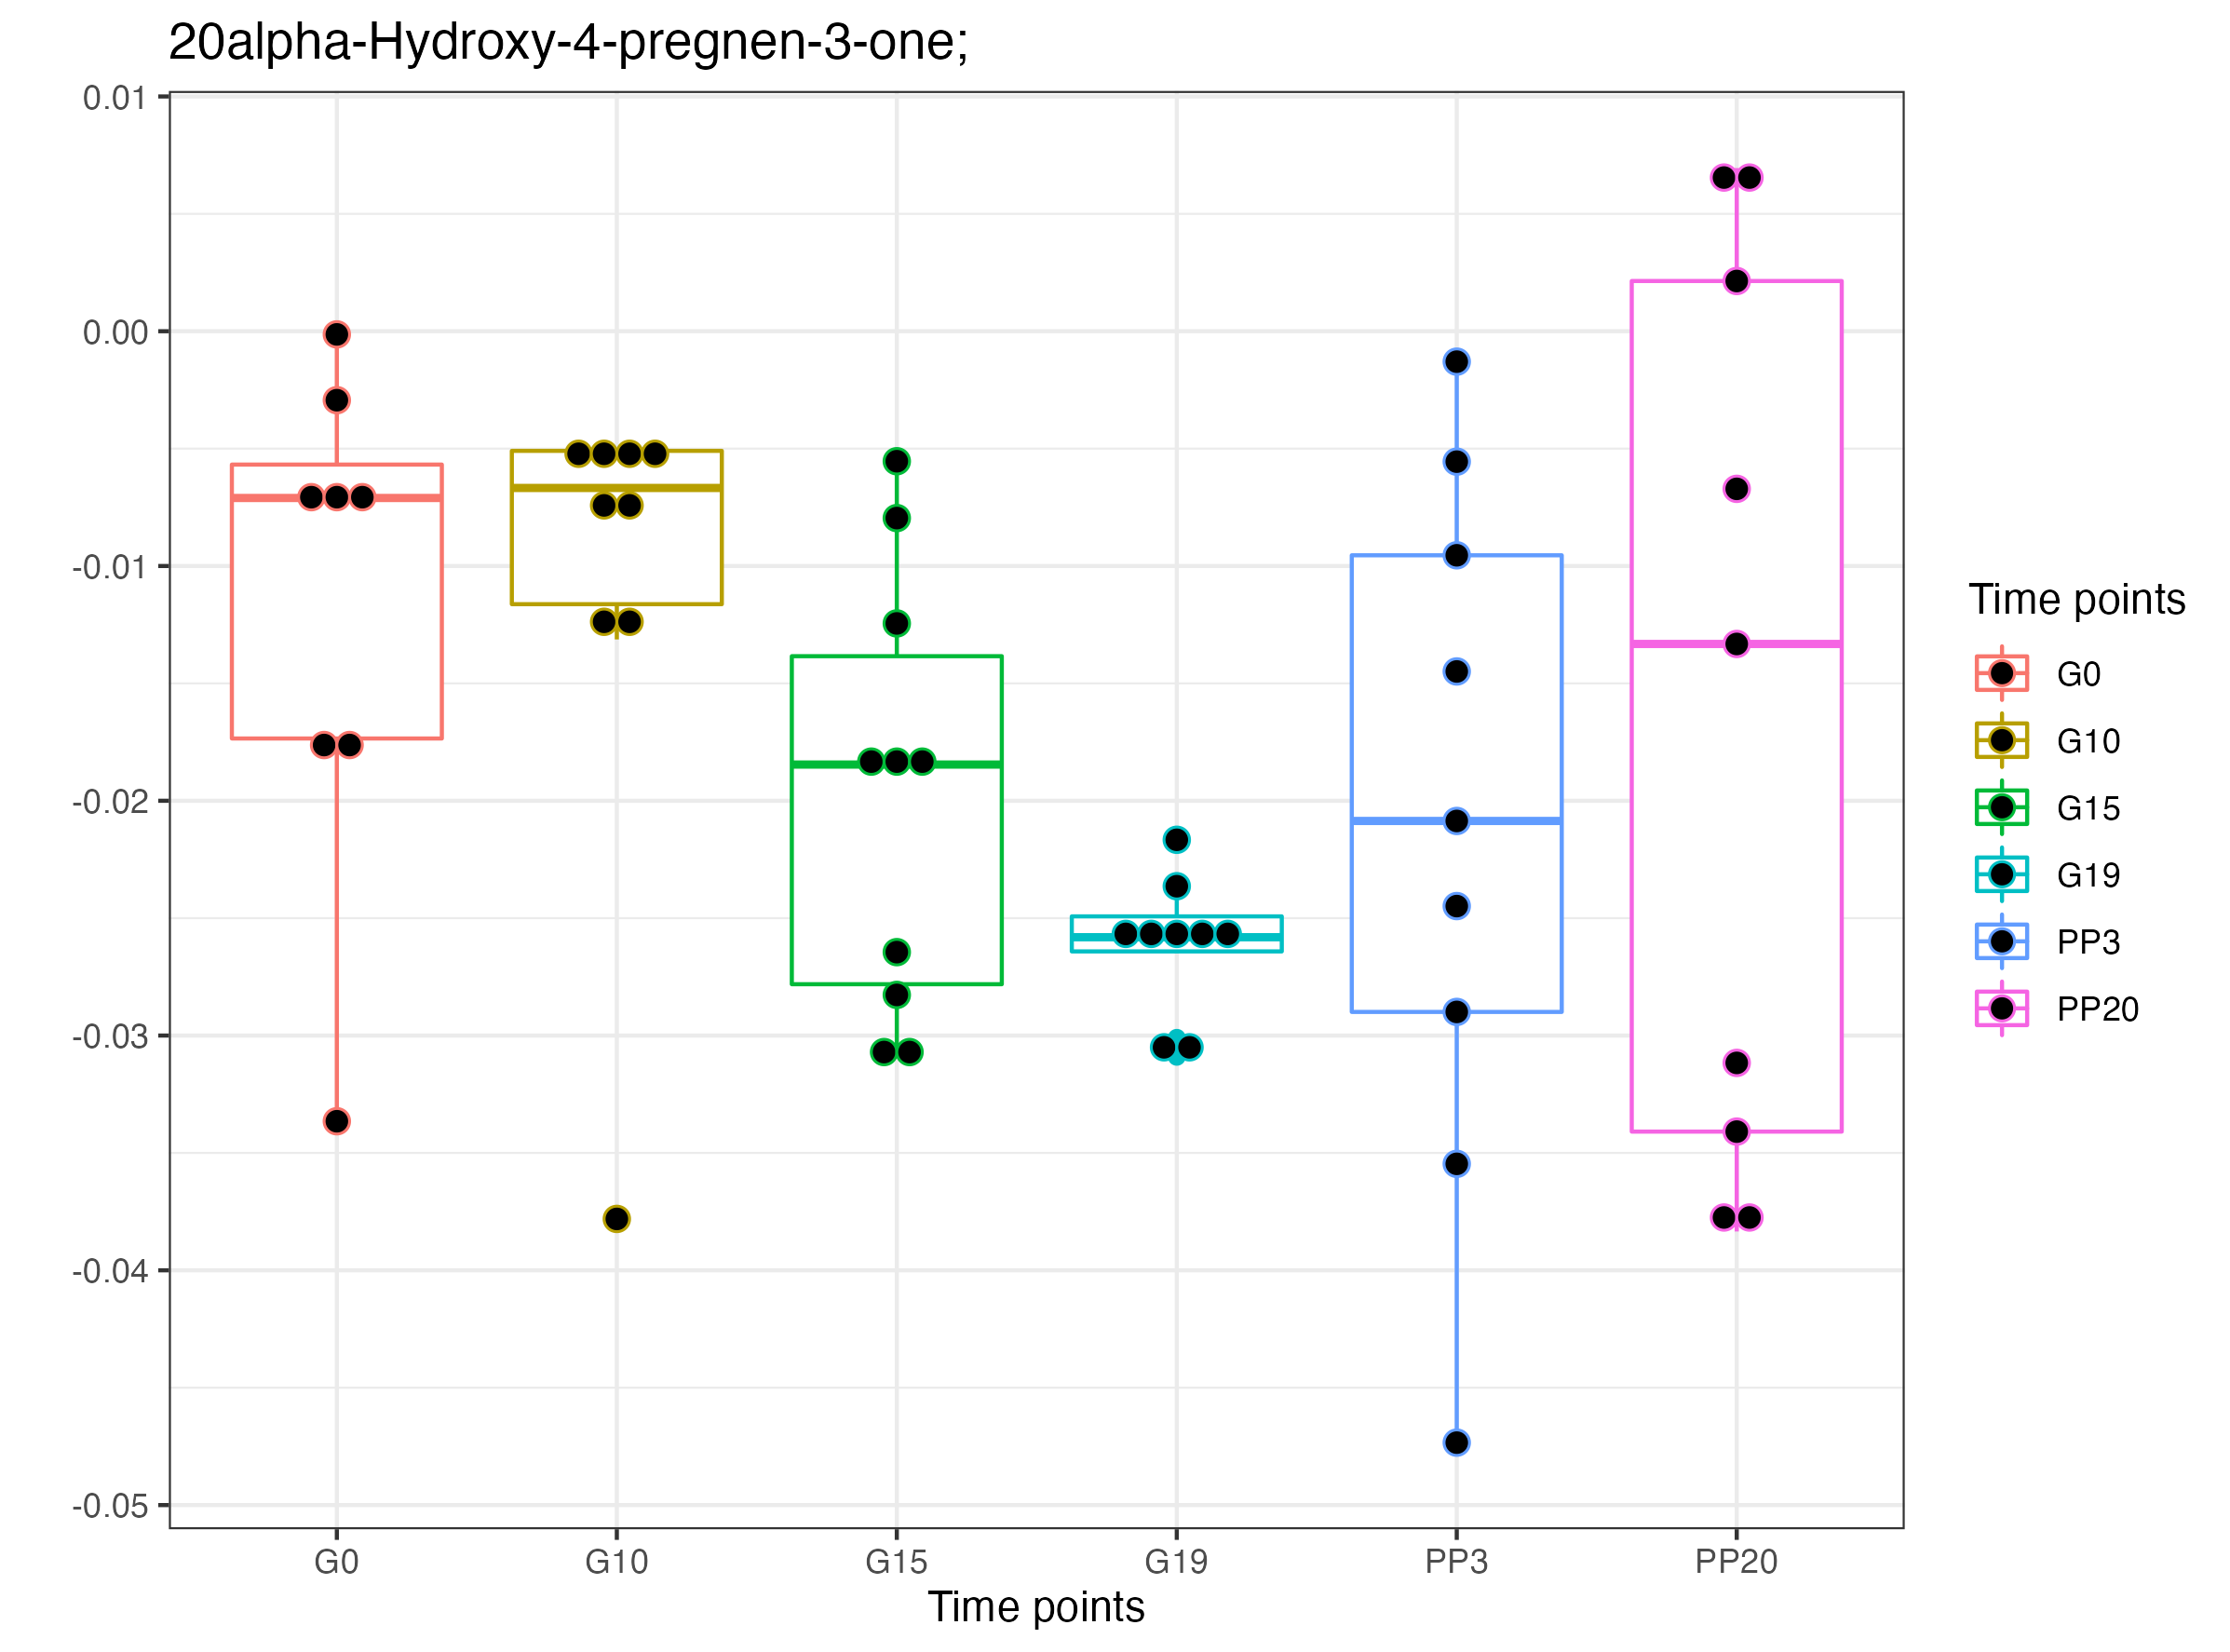 20alpha-Hydroxy-4-pregnen-3-one;
0.01
0.00
-0.01
-0.02
-0.03
-0.04
-0.05
G0
G10
G15
G19
PP3
PP20
Time points
Time points
G0
G10
G15
G19
PP3
PP20